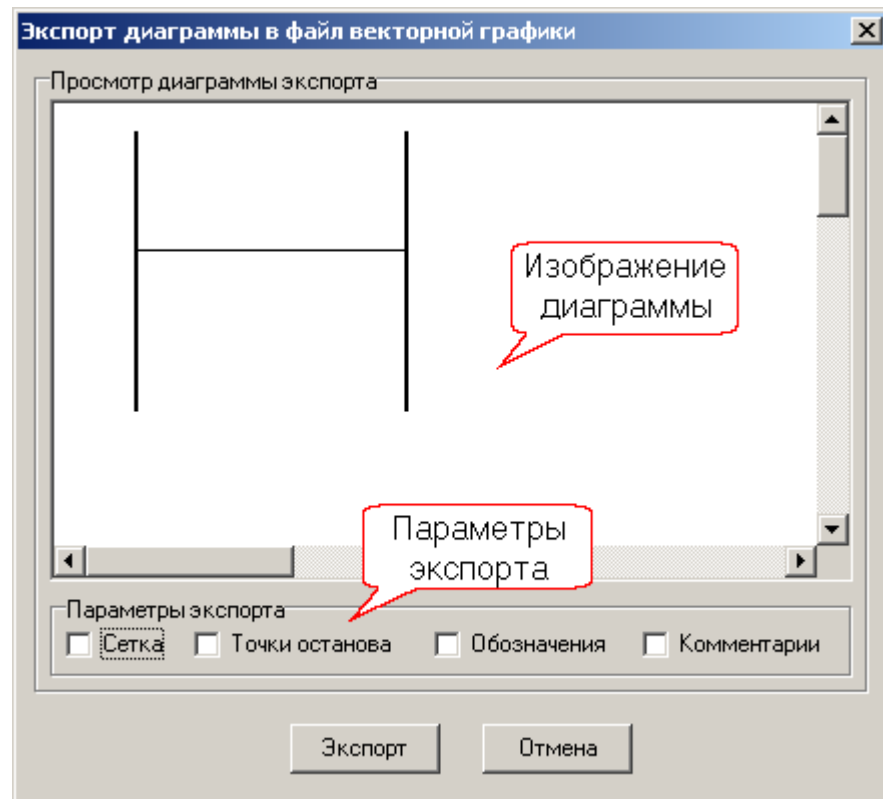 Экспорт диаграммы в файл векторной графики
Просмотр диаграммы экспорта
Изображение
диаграммы
Параметры
экспорта
Параметры экспорта
Сетка Точки останова Обозначения Комментарии
Экспорт Отмена